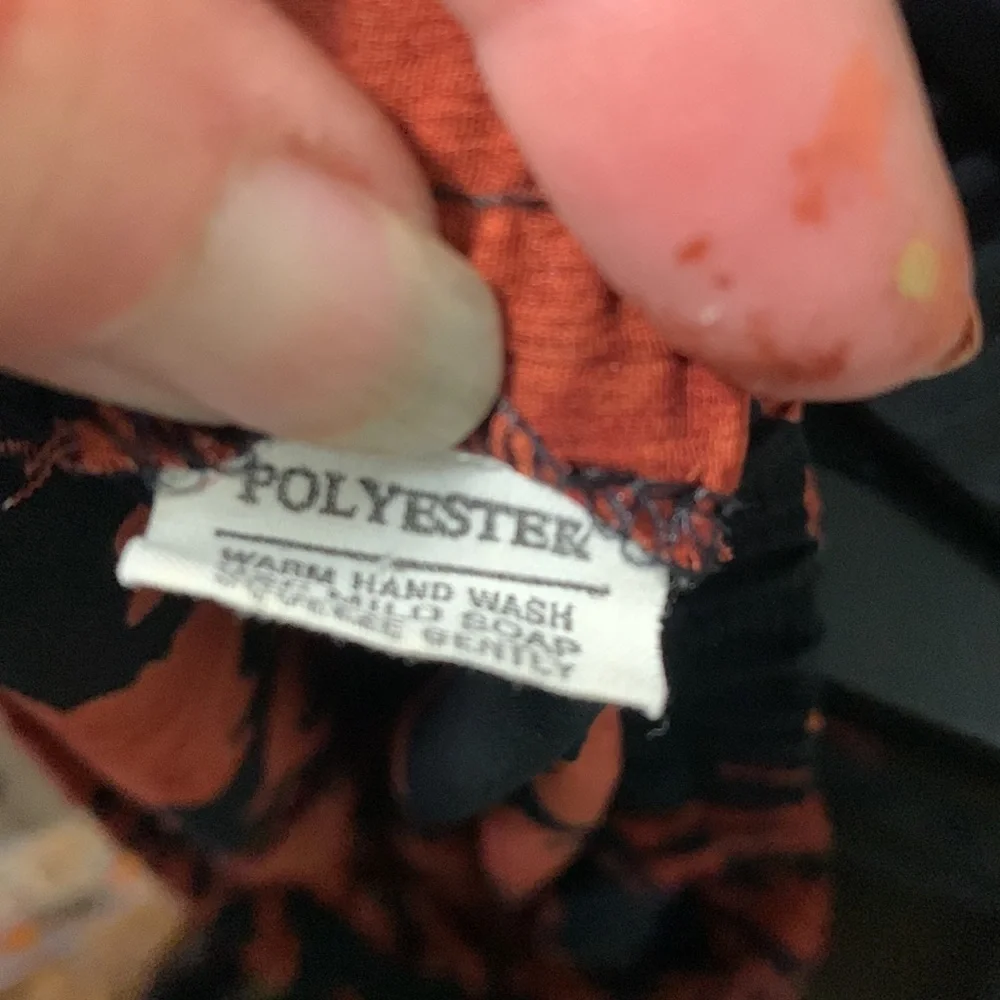 POLYESTER
WARM HAND WASH
MILD SOAP
GENTLY